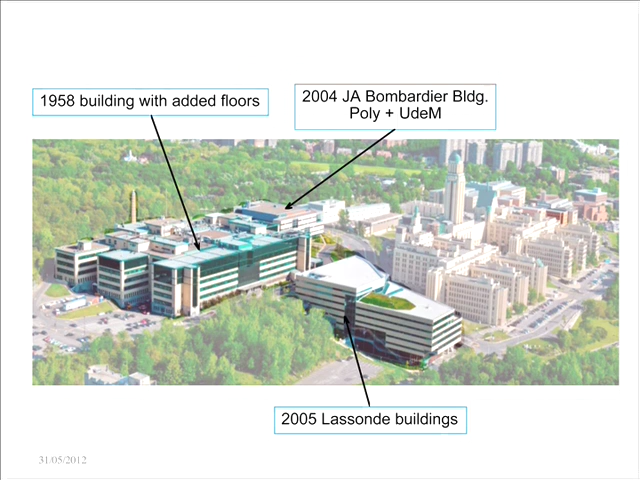 1958 building with added floors
2004 JA Bombardier Bldg.
Poly + UdeM
2005 Lassonde buildings
31/05/2012